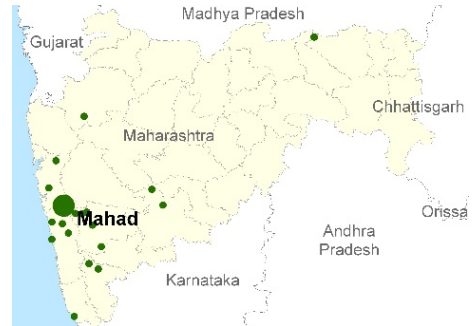 Madhya Pradesh
Gujarat
Chhattisgarh
Maharashtra
Mahad
Orissa
Andhra
Pradesh
Karnataka